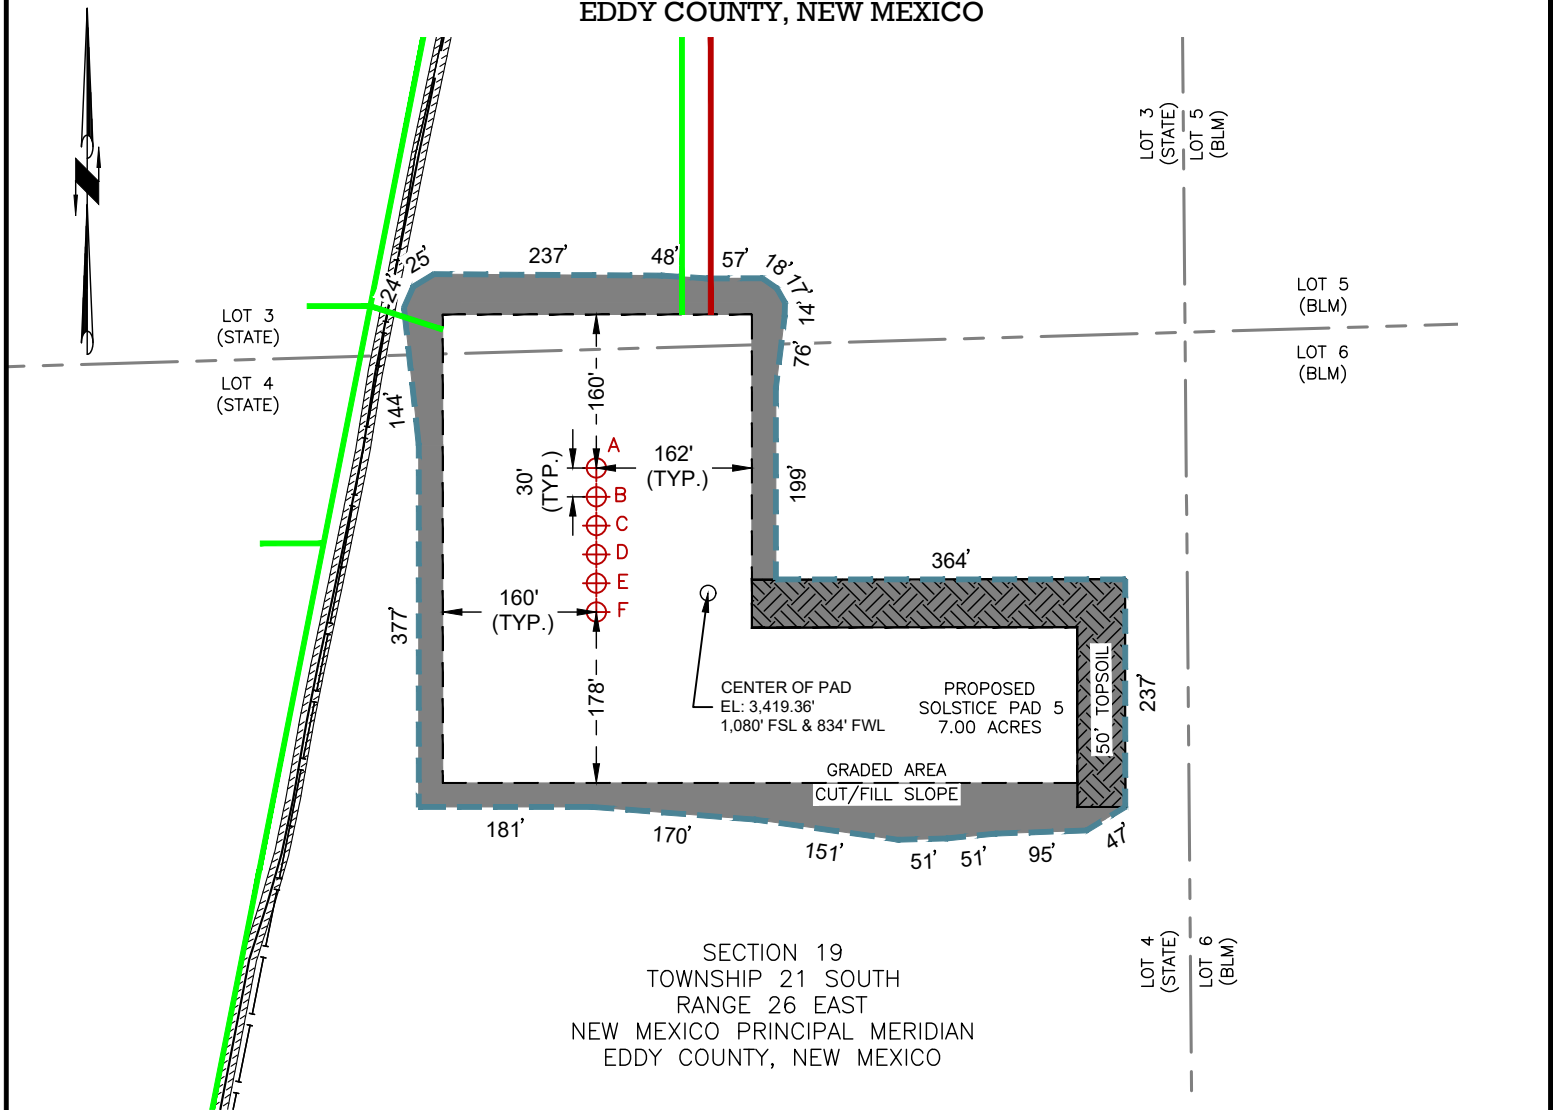 EDDY COUNTY, NEW MEXICO
N
LOT 3
(STATE)
LOT 5
(BLM)
237'
48'
57'
18'
17'
14'
76'
25'
24'
LOT 3
(STATE)
LOT 4
(STATE)
LOT 5
(BLM)
LOT 6
(BLM)
144'
160'
A
162'
(TYP.)
30'
(TYP.)
B
C
D
E
F
199'
364'
160'
(TYP.)
377'
178'
CENTER OF PAD
EL: 3,419.36'
1,080' FSL & 834' FWL
PROPOSED
SOLSTICE PAD 5
7.00 ACRES
50' TOPSOIL
237'
GRADED AREA
CUT/FILL SLOPE
181'
170'
151'
51'
51'
95'
47'
LOT 4
(STATE)
LOT 6
(BLM)
SECTION 19
TOWNSHIP 21 SOUTH
RANGE 26 EAST
NEW MEXICO PRINCIPAL MERIDIAN
EDDY COUNTY, NEW MEXICO